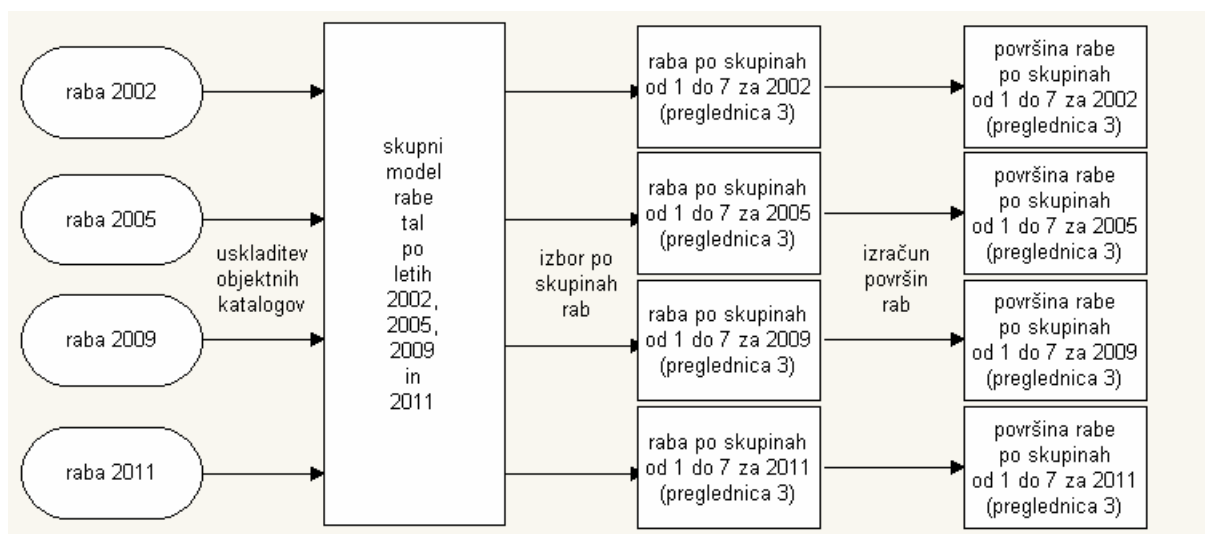 raba 2002
raba 2005
raba 2009
raba 2011
uskladitev
objektnih
katalogov
skupni
model
rabe
tal
po
letih
2002,
2005,
2009
in
2011
izbor po
skupinah
rab
raba po skupinah
od 1 do 7 za 2002
(preglednica 3)
raba po skupinah
od 1 do 7 za 2005
(preglednica 3)
raba po skupinah
od 1 do 7 za 2009
(preglednica 3)
raba po skupinah
od 1 do 7 za 2011
(preglednica 3)
izračun
površin
rab
površina rabe
po skupinah
od 1 do 7 za 2002
(preglednica 3)
površina rabe
po skupinah
od 1 do 7 za 2005
(preglednica 3)
površina rabe
po skupinah
od 1 do 7 za 2009
(preglednica 3)
površina rabe
po skupinah
od 1 do 7 za 2011
(preglednica 3)